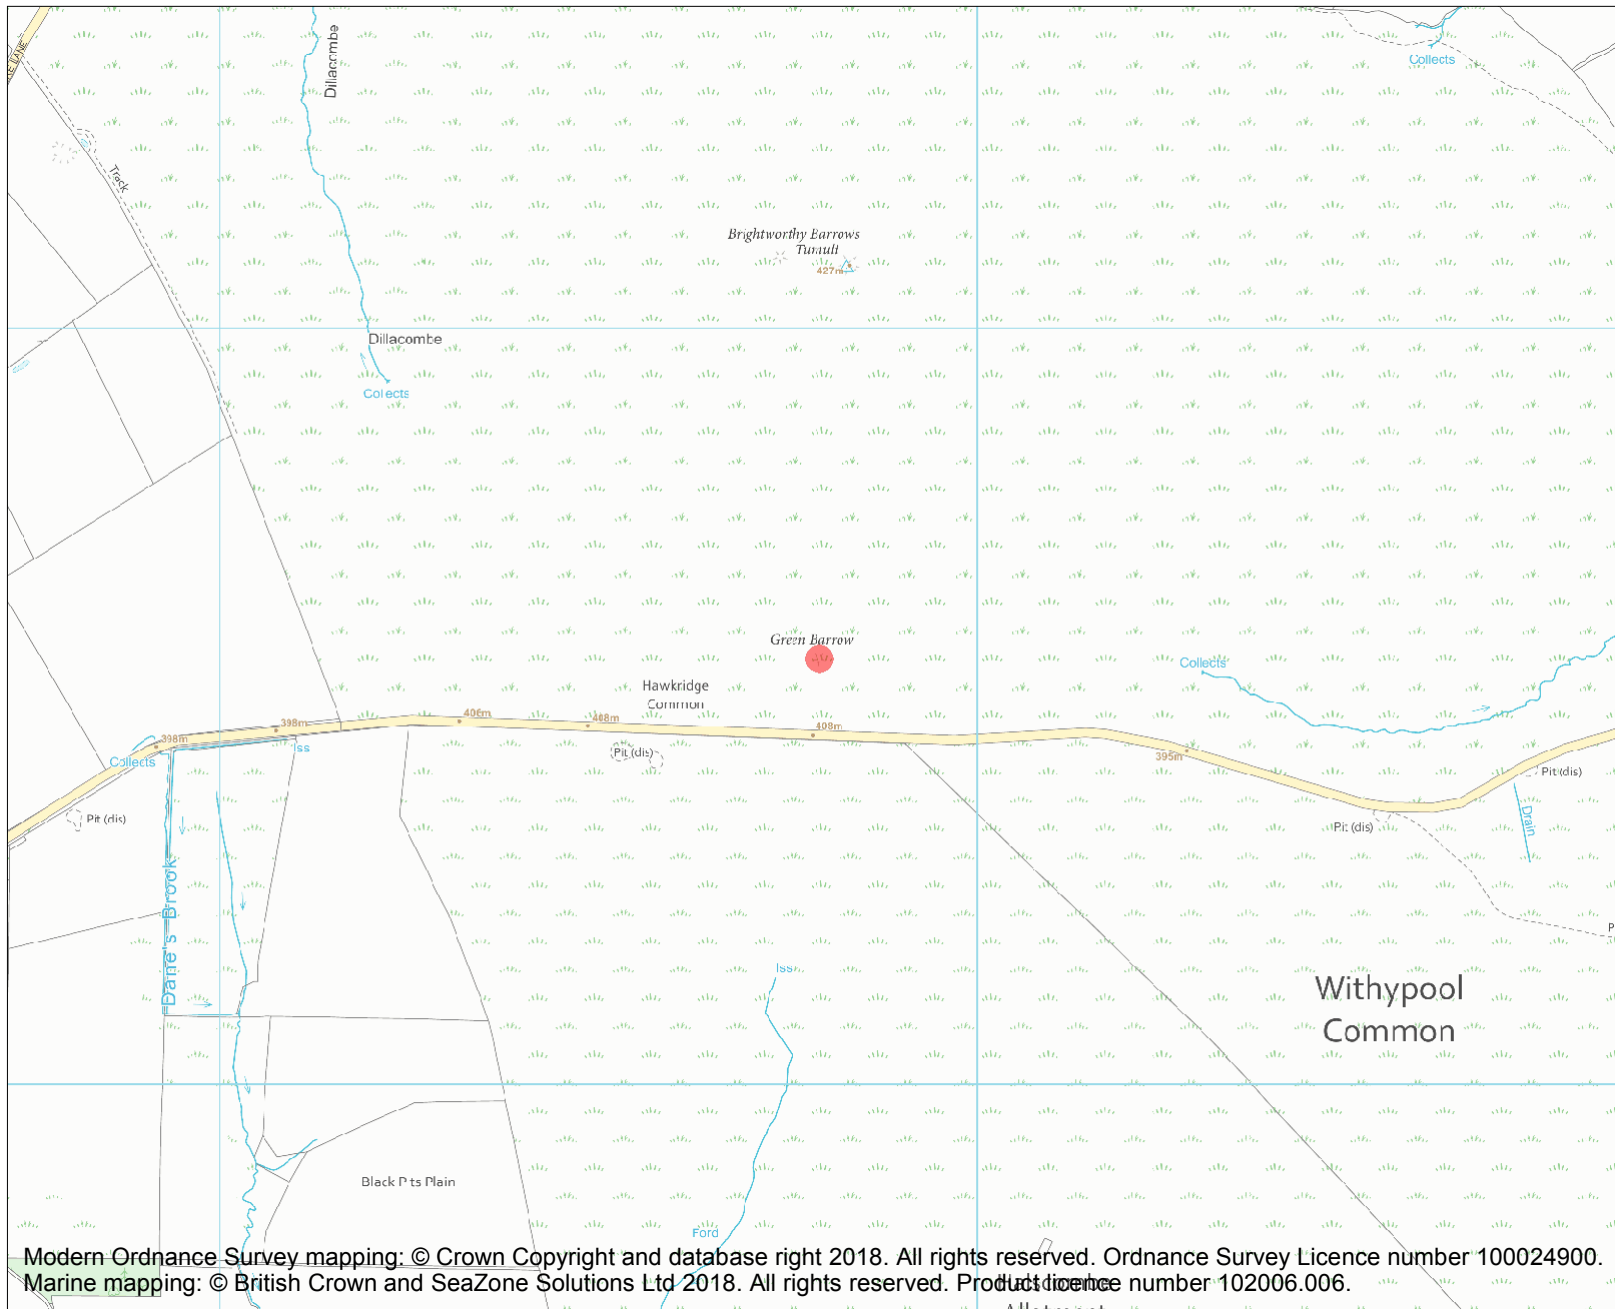 Dillacombe
Collects
Track
Brightworthy Barrows
Tumuli
427m
Dillacombe
Collects
Green Barrow
Collects
Hawkridge
Common
398m
398m
406m
408m
408m
395m
Iss
Collects
Pit (dis)
Pit (dis)
Pit (dis)
Pit (dis)
Drain
Dane's Brook
Iss
Withypool
Common
Black Pits Plain
Ford
Modern Ordnance Survey mapping: © Crown Copyright and database right 2018. All rights reserved. Ordnance Survey Licence number 100024900.
Marine mapping: © British Crown and SeaZone Solutions Ltd 2018. All rights reserved. Product licence number 102006.006.